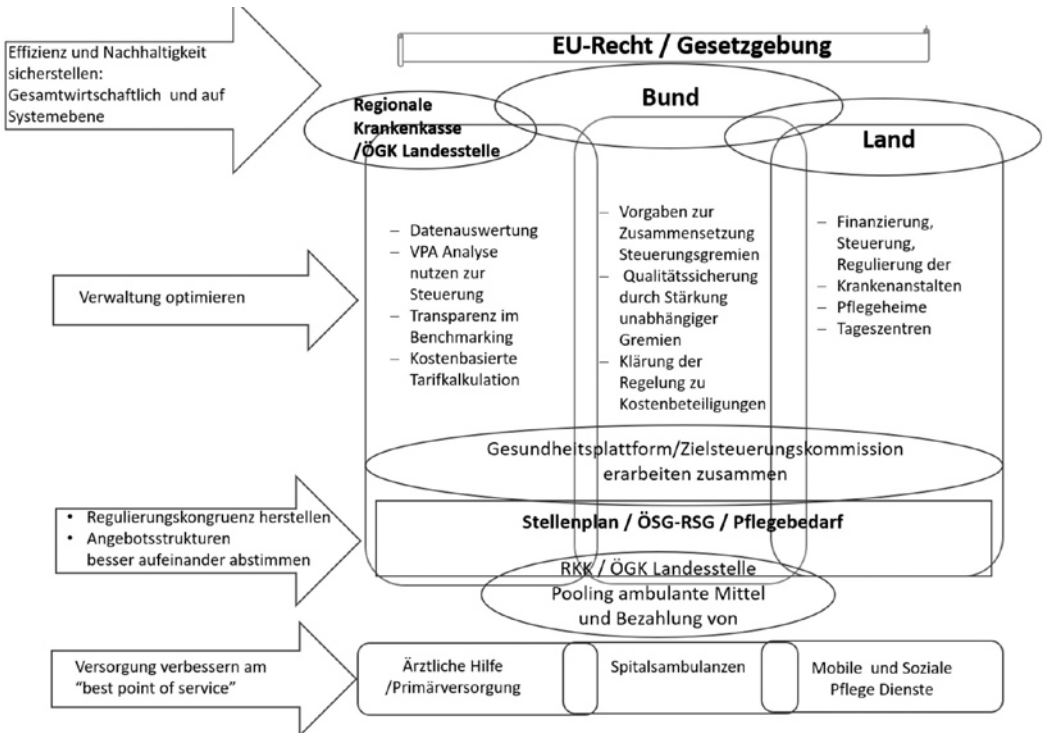 Effizienz und Nachhaltigkeit
sicherstellen:
Gesamtwirtschaftlich und auf
Systemebene
EU-Recht / Gesetzgebung
Regionale
Krankenkasse
/ÖGK Landesstelle
Bund
Land
Verwaltung optimieren
– Datenauswertung
– VPA Analyse
nutzen zur
Steuerung
– Transparenz im
Benchmarking
– Kostenbasierte
Tarifkalkulation
– Vorgaben zur
Zusammensetzung
Steuerungsgremien
– Qualitätssicherung
durch Stärkung
unabhängiger
Gremien
– Klärung der
Regelung zu
Kostenbeteiligungen
– Finanzierung,
Steuerung,
Regulierung der
– Krankenanstalten
– Pflegeheime
– Tageszentren
Gesundheitsplattform/Zielsteuerungskommission
erarbeiten zusammen
• Regulierungskongruenz herstellen
• Angebotsstrukturen
besser aufeinander abstimmen
Stellenplan / ÖSG-RSG / Pflegebedarf
RKK / ÖGK Landesstelle
Pooling ambulante Mittel
und Bezahlung von
Versorgung verbessern am
“best point of service”
Ärztliche Hilfe
/Primärversorgung
Spitalsambulanzen
Mobile und Soziale
Pflege Dienste